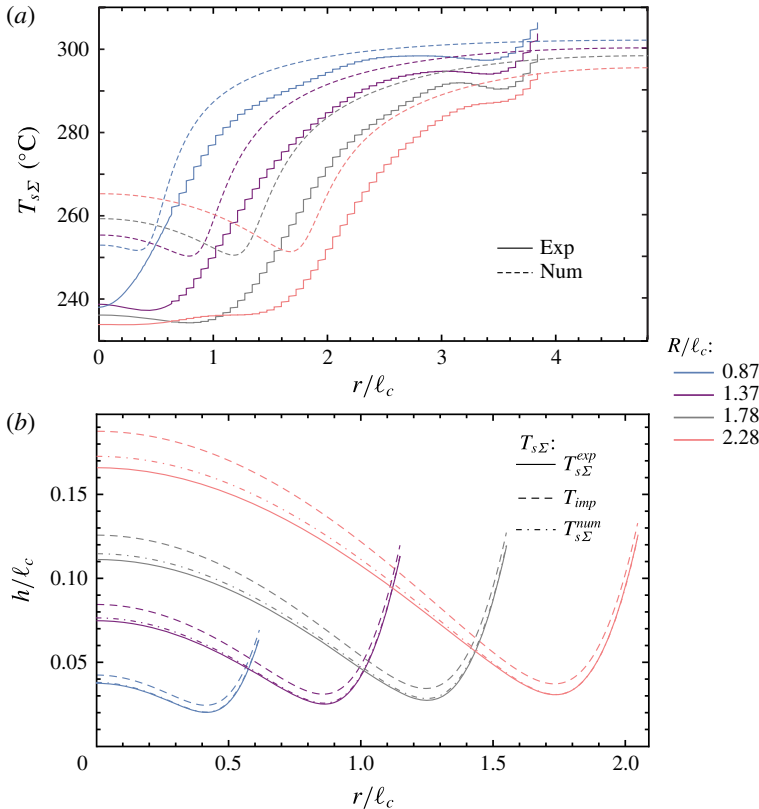 (a)
300
280
260
240
T_{sΣ} (°C)
Exp
Num
0
1
2
3
4
r/ℓ_c
R/ℓ_c:
0.87
1.37
1.78
2.28
(b)
T_{sΣ}:
T_{sΣ}^{exp}
T_{imp}
T_{sΣ}^{num}
0.15
0.10
0.05
0
h/ℓ_c
0.5
1.0
1.5
2.0
r/ℓ_c